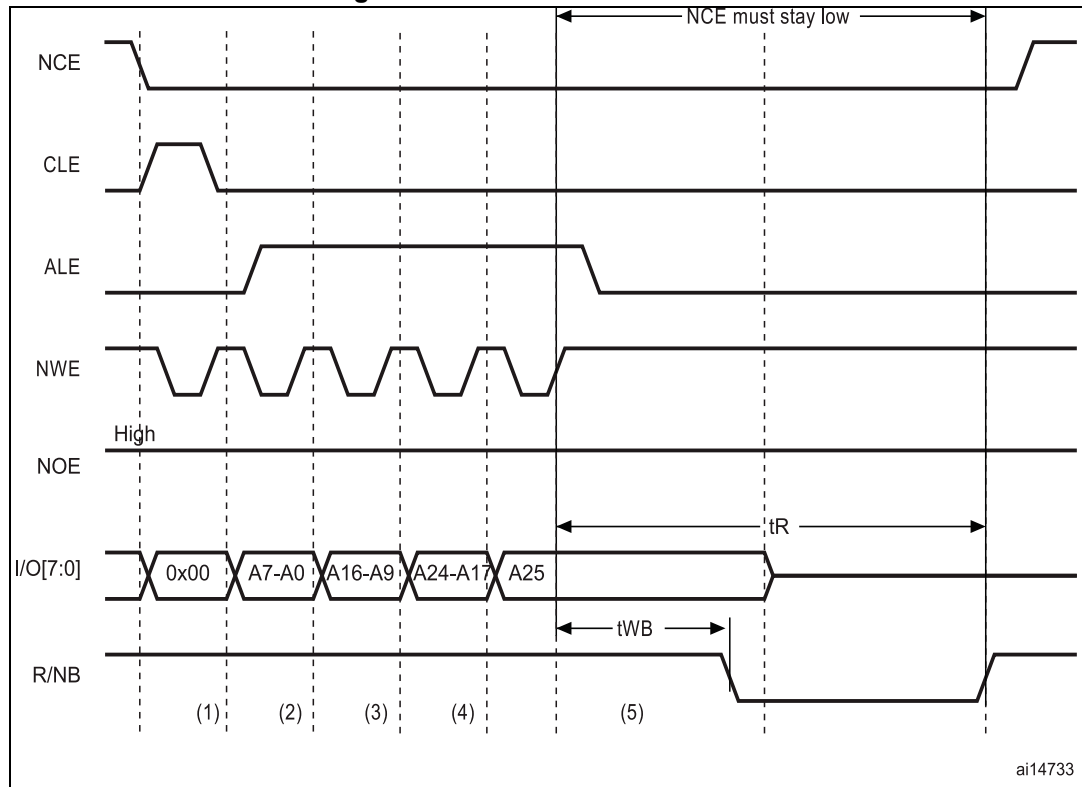 NCE must stay low
NCE
CLE
ALE
NWE
High
NOE
tR
I/O[7:0]
0x00
A7-A0
A16-A9
A24-A17
A25
tWB
R/NB
(1)
(2)
(3)
(4)
(5)
ai14733